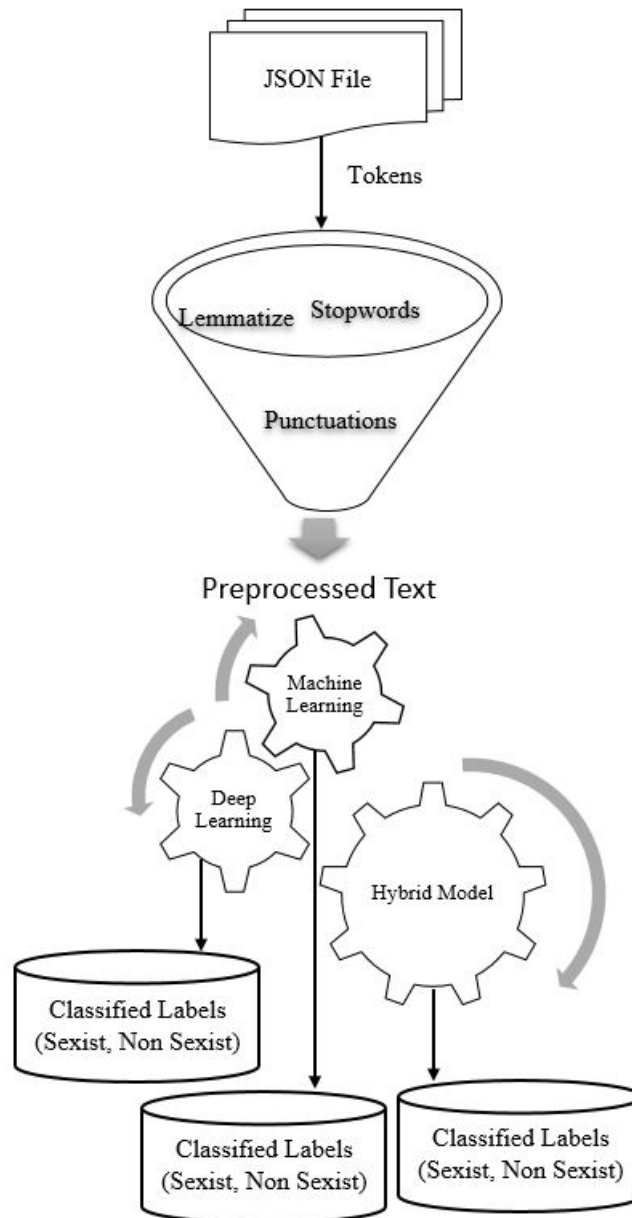 JSON File
Tokens
Lemmatize Stopwords
Punctuations
Preprocessed Text
Machine
Learning
Deep
Learning
Hybrid Model
Classified Labels
(Sexist, Non Sexist)
Classified Labels
(Sexist, Non Sexist)
Classified Labels
(Sexist, Non Sexist)